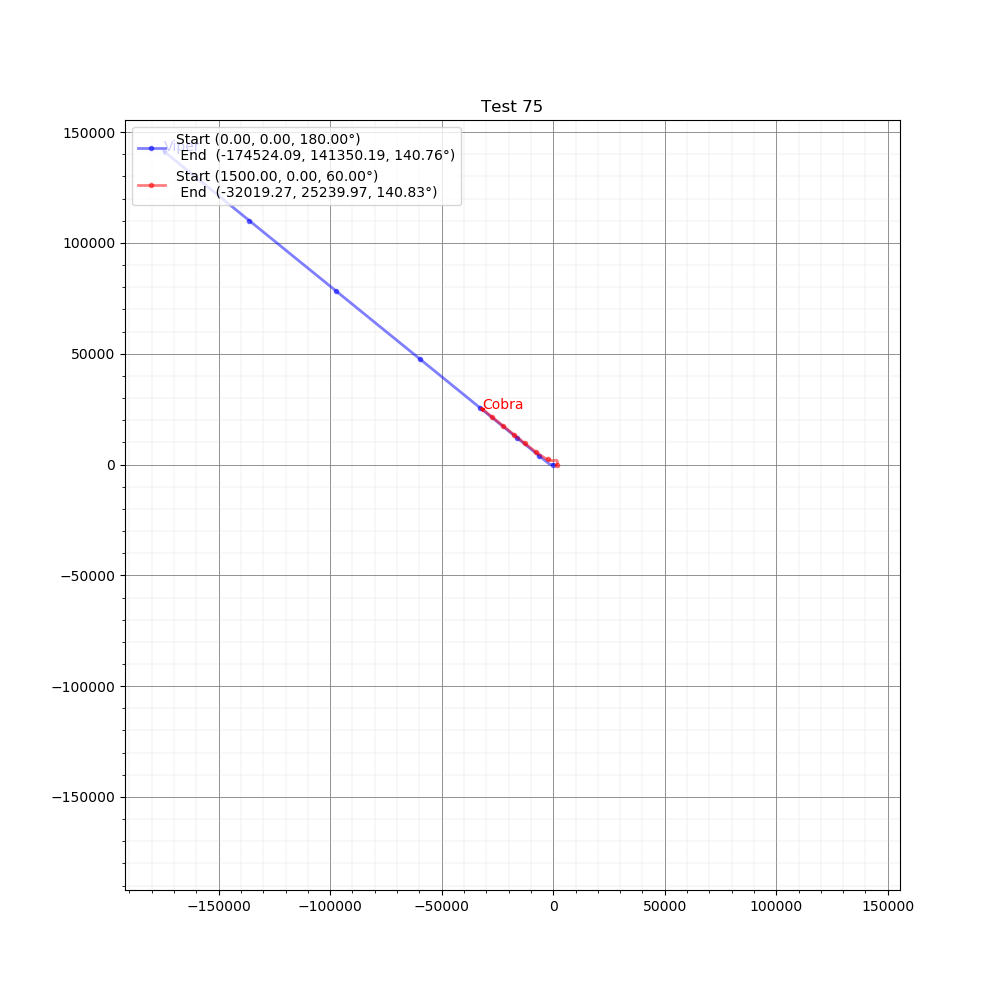 Test 75
150000
100000
50000
0
−50000
−100000
−150000
Viper
Start (0.00, 0.00, 180.00°)
End  (-174524.09, 141350.19, 140.76°)
Start (1500.00, 0.00, 60.00°)
End  (-32019.27, 25239.97, 140.83°)
Cobra
−150000
−100000
−50000
0
50000
100000
150000